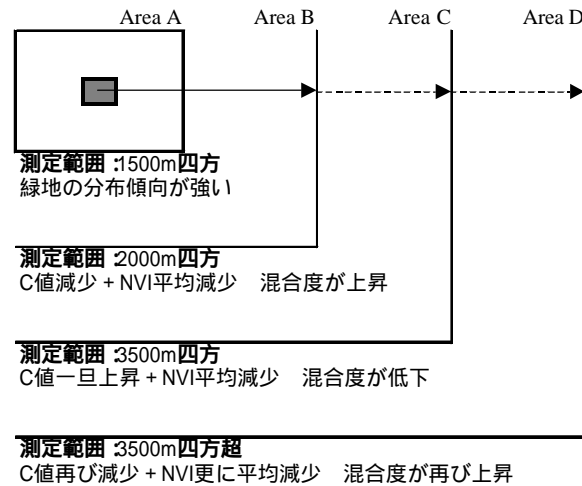 Area A Area B Area C Area D
測定範囲:1500m四方
緑地の分布傾向が強い
測定範囲:2000m四方
C値減少+NVI平均減少　混合度が上昇
測定範囲:3500m四方
C値一旦上昇+NVI平均減少　混合度が低下
測定範囲:3500m四方超
C値再び減少+NVI更に平均減少　混合度が再び上昇